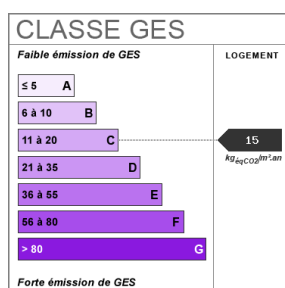 CLASSE GES
Faible émission de GES
LOGEMENT
≤ 5 A
6 à 10 B
11 à 20 C
15
kgéqCO2/m².an
21 à 35 D
36 à 55 E
56 à 80 F
> 80 G
Forte émission de GES